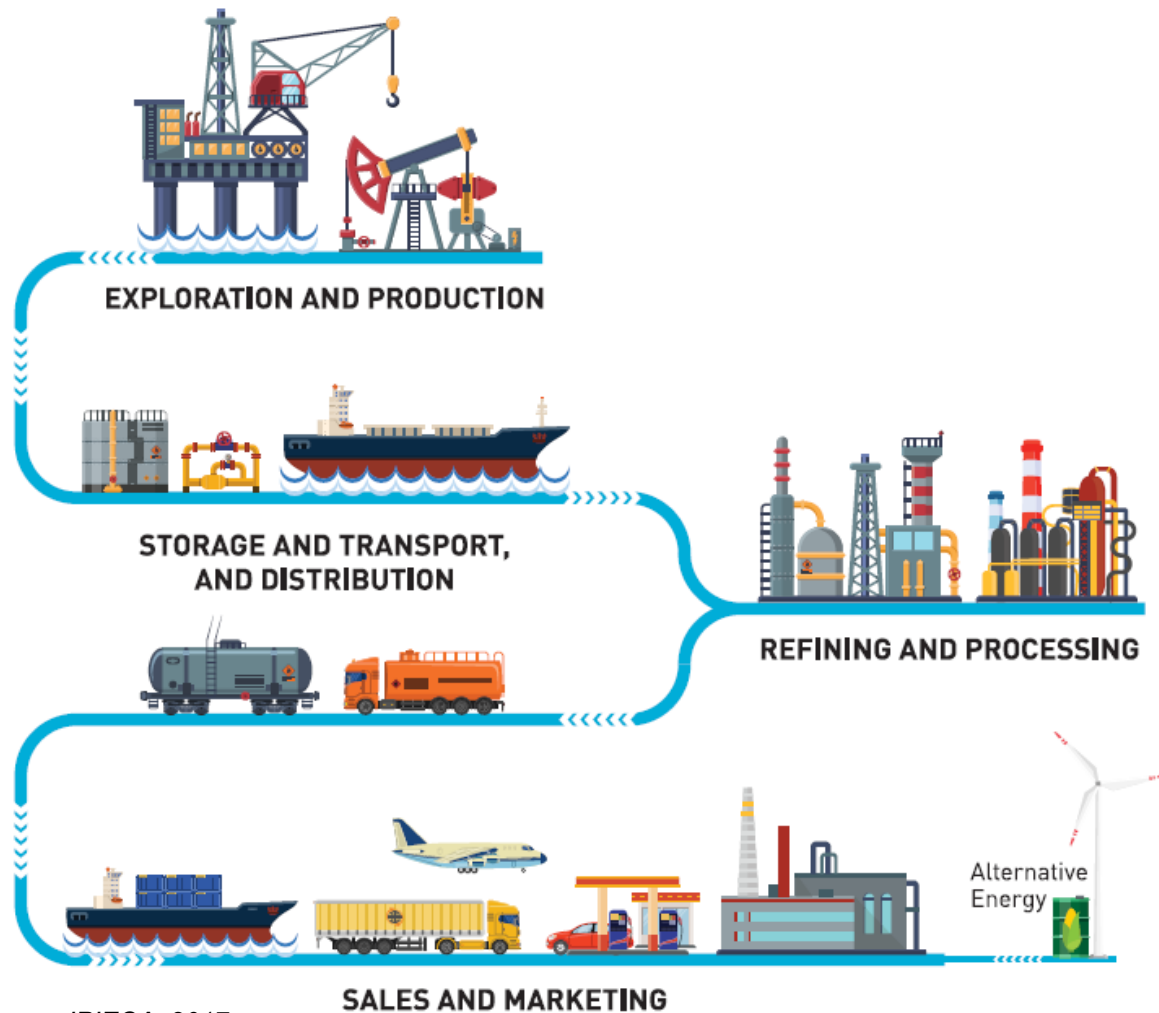 EXPLORATION AND PRODUCTION
STORAGE AND TRANSPORT,
AND DISTRIBUTION
REFINING AND PROCESSING
Alternative
Energy
SALES AND MARKETING